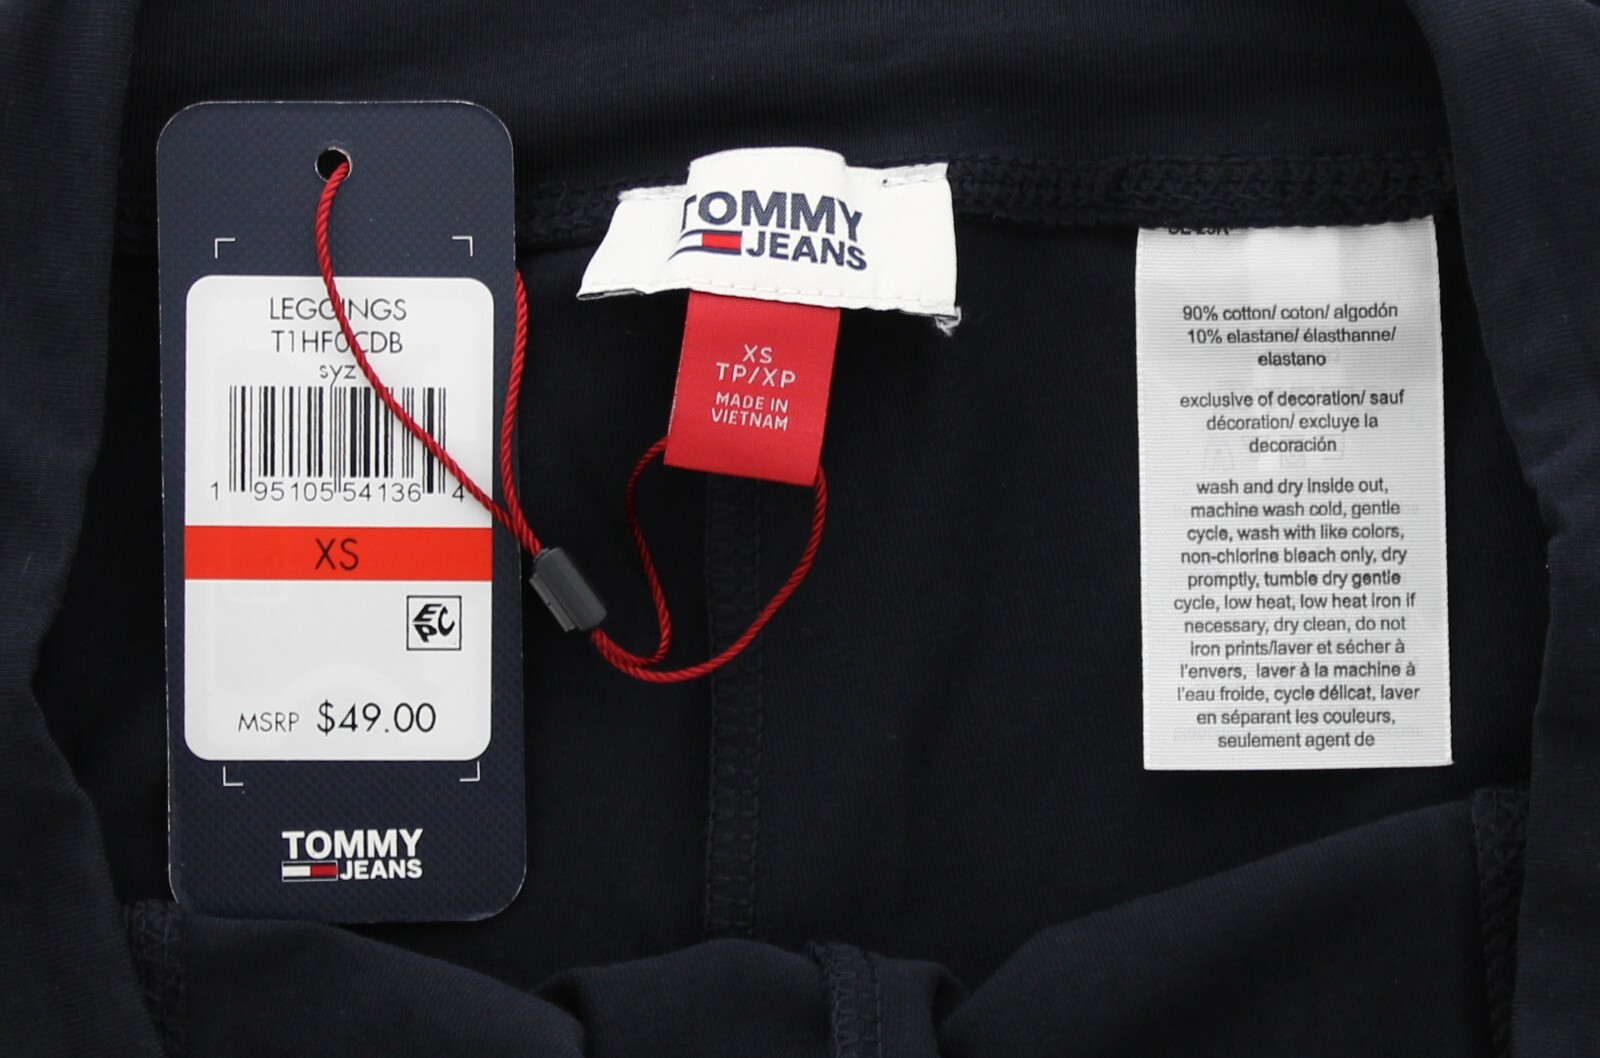 LEGGINGS
T1HF0CDB
syz
1 95105 54136 4
XS
EPC
MSRP $49.00
TOMMY
JEANS
TOMMY
JEANS
XS
TP/XP
MADE IN
VIETNAM
90% cotton/ coton/ algodón
10% elastane/ élasthanne/
elastano
exclusive of decoration/ sauf
décoration/ excluye la
decoración
wash and dry inside out,
machine wash cold, gentle
cycle, wash with like colors,
non-chlorine bleach only, dry
promptly, tumble dry gentle
cycle, low heat, low heat iron if
necessary, dry clean, do not
iron prints/laver et sécher à
l'envers, laver à la machine à
l'eau froide, cycle délicat, laver
en séparant les couleurs,
seulement agent de